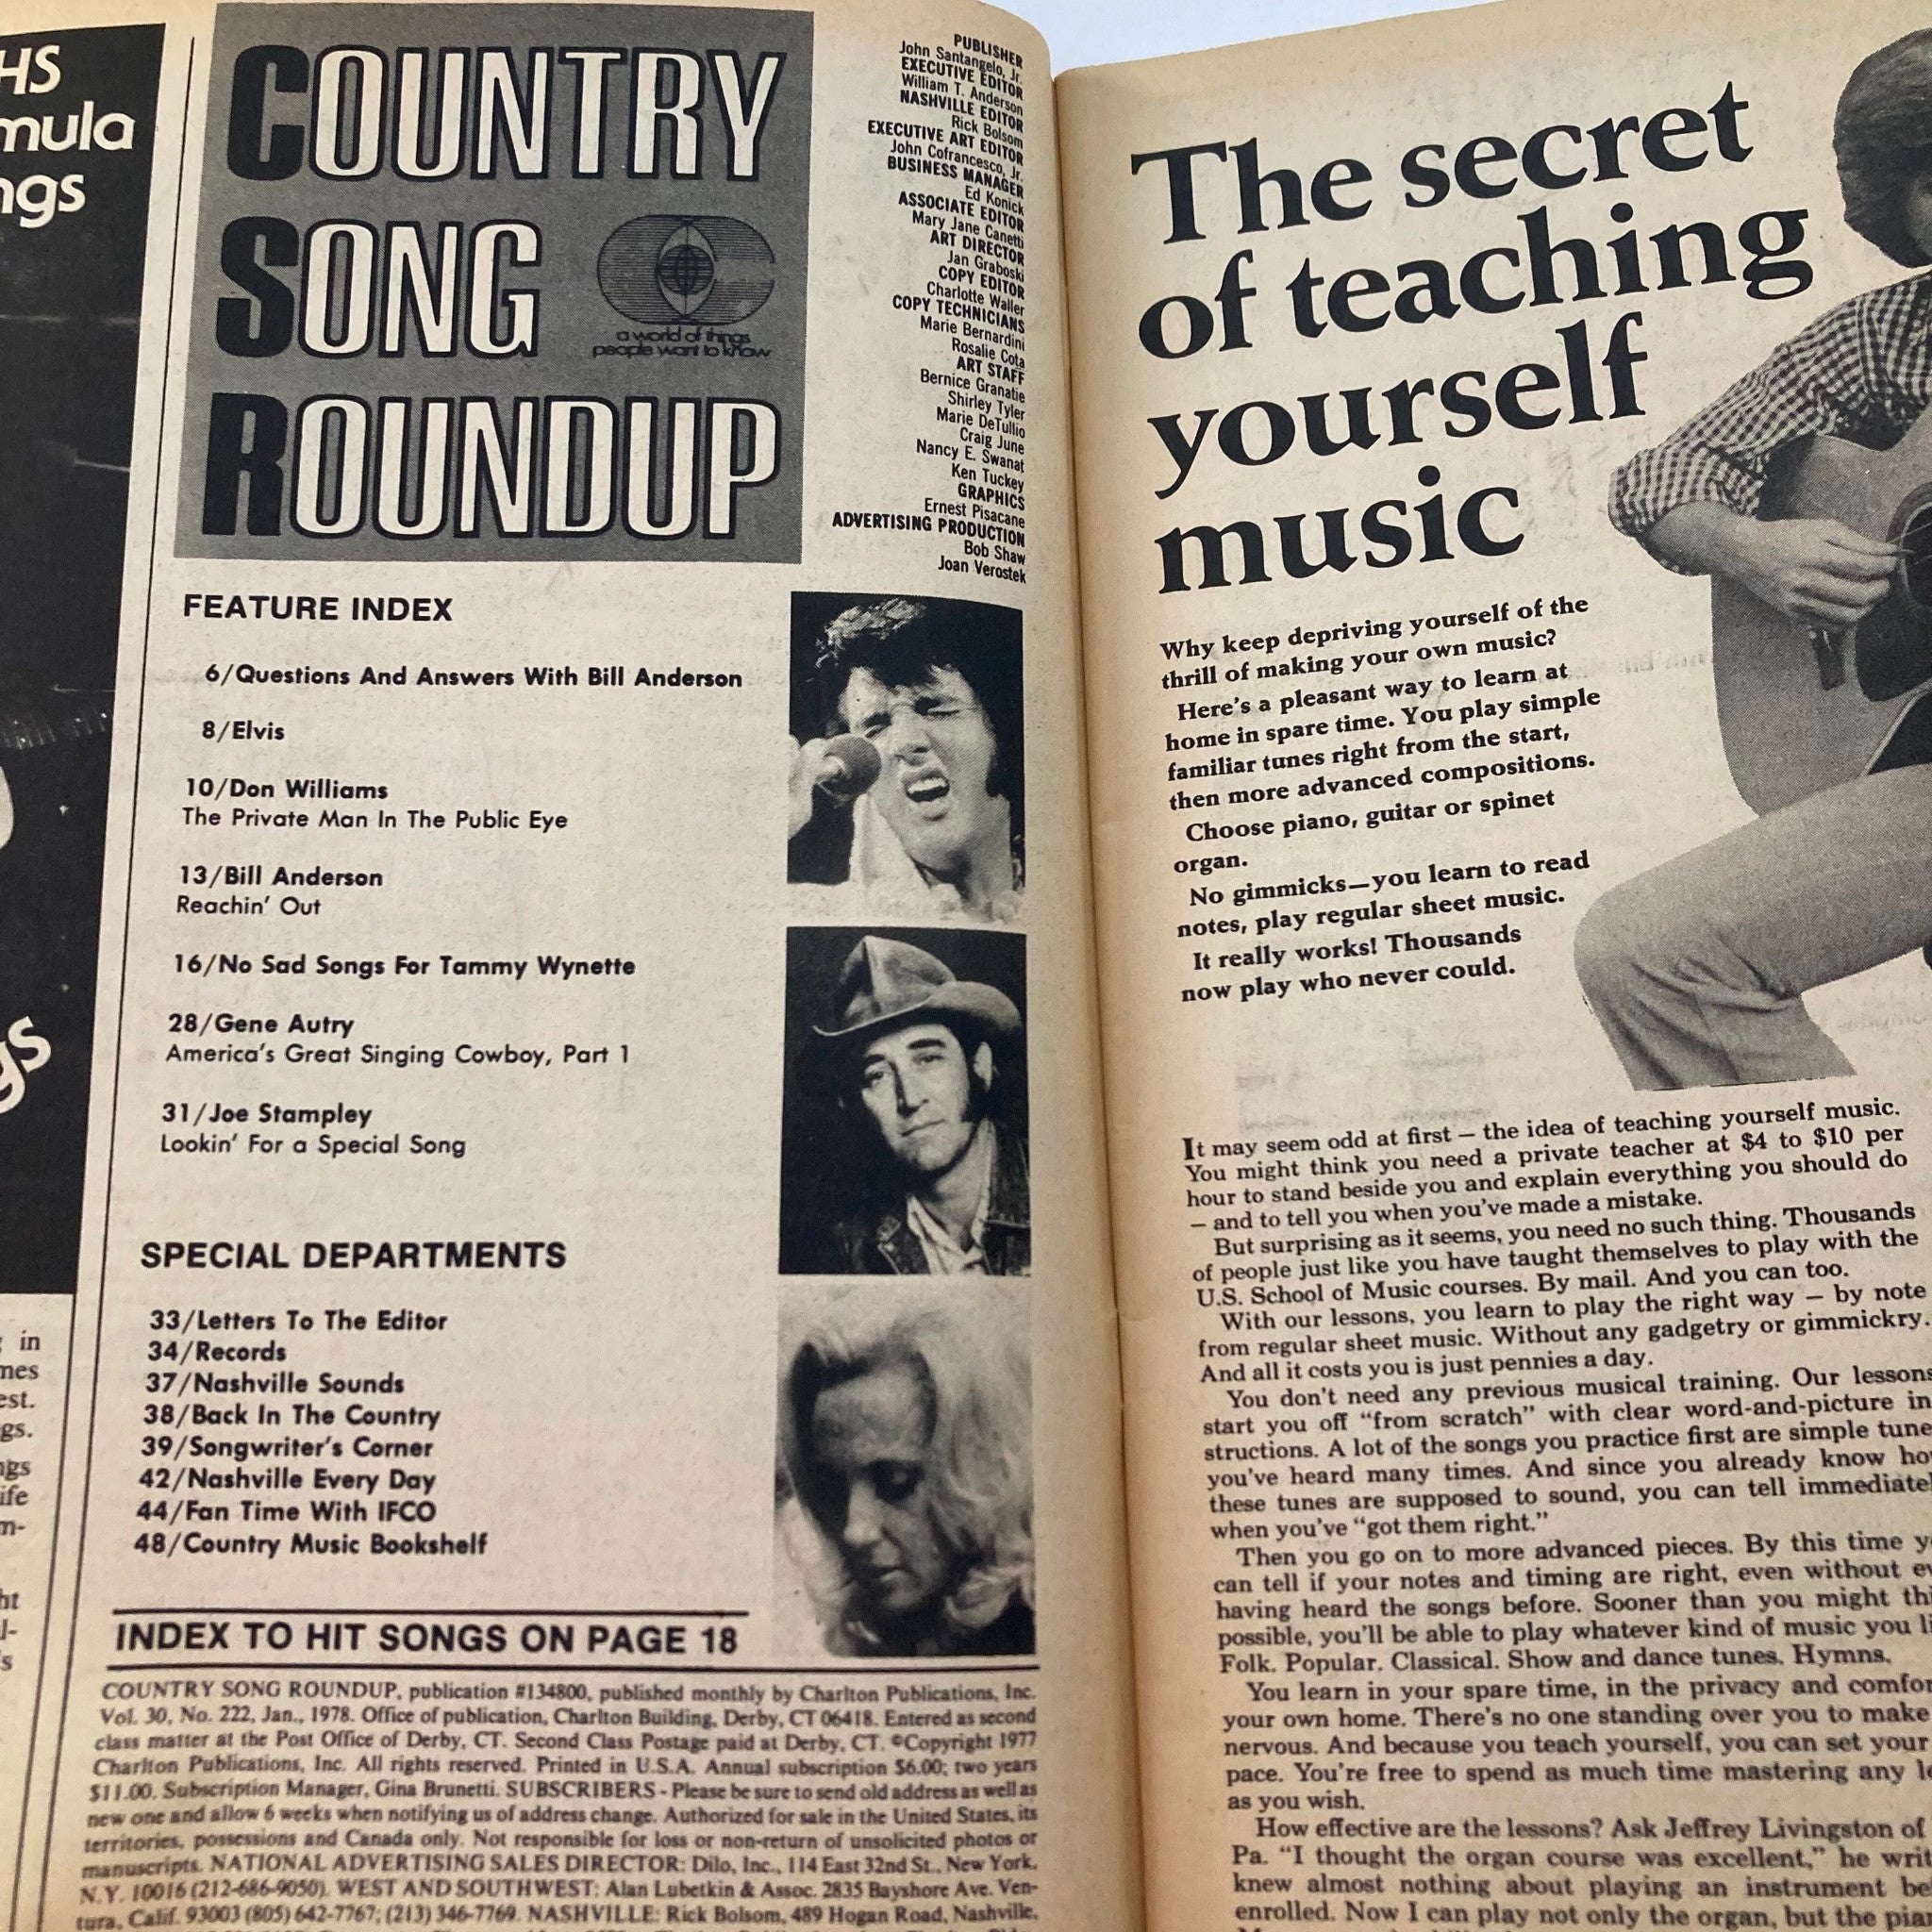 HS
mula
ngs
gs
in
mes
est.
gs.
ngs
ife
m-
ht
l-
s
COUNTRY
SONG
ROUNDUP
a world of things
people want to know
PUBLISHER
John Santangelo, Jr.
EXECUTIVE EDITOR
William T. Anderson
NASHVILLE EDITOR
Rick Bolsom
EXECUTIVE ART EDITOR
John Cofrancesco, Jr.
BUSINESS MANAGER
Ed Konick
ASSOCIATE EDITOR
Mary Jane Canetti
ART DIRECTOR
Jan Graboski
COPY EDITOR
Charlotte Waller
COPY TECHNICIANS
Marie Bernardini
Rosalie Cota
ART STAFF
Bernice Granatie
Shirley Tyler
Marie DeTullio
Craig June
Nancy E. Swanat
Ken Tuckey
GRAPHICS
Ernest Pisacane
ADVERTISING PRODUCTION
Bob Shaw
Joan Verostek
FEATURE INDEX
6/Questions And Answers With Bill Anderson
8/Elvis
10/Don Williams
The Private Man In The Public Eye
13/Bill Anderson
Reachin' Out
16/No Sad Songs For Tammy Wynette
28/Gene Autry
America's Great Singing Cowboy, Part 1
31/Joe Stampley
Lookin' For a Special Song
SPECIAL DEPARTMENTS
33/Letters To The Editor
34/Records
37/Nashville Sounds
38/Back In The Country
39/Songwriter's Corner
42/Nashville Every Day
44/Fan Time With IFCO
48/Country Music Bookshelf
INDEX TO HIT SONGS ON PAGE 18
COUNTRY SONG ROUNDUP, publication #134800, published monthly by Charlton Publications, Inc.
Vol. 30, No. 222, Jan., 1978. Office of publication, Charlton Building, Derby, CT 06418. Entered as second
class matter at the Post Office of Derby, CT. Second Class Postage paid at Derby, CT. ©Copyright 1977
Charlton Publications, Inc. All rights reserved. Printed in U.S.A. Annual subscription $6.00; two years
$11.00. Subscription Manager, Gina Brunetti. SUBSCRIBERS - Please be sure to send old address as well as
new one and allow 6 weeks when notifying us of address change. Authorized for sale in the United States, its
territories, possessions and Canada only. Not responsible for loss or non-return of unsolicited photos or
manuscripts. NATIONAL ADVERTISING SALES DIRECTOR: Dilo, Inc., 114 East 32nd St., New York,
N.Y. 10016 (212-686-9050). WEST AND SOUTHWEST: Alan Lubetkin & Assoc. 2835 Bayshore Ave. Ven-
tura, Calif. 93003 (805) 642-7767; (213) 346-7769. NASHVILLE: Rick Bolsom, 489 Hogan Road, Nashville,
The secret
of teaching
yourself
music
Why keep depriving yourself of the
thrill of making your own music?
Here's a pleasant way to learn at
home in spare time. You play simple
familiar tunes right from the start,
then more advanced compositions.
Choose piano, guitar or spinet
organ.
No gimmicks—you learn to read
notes, play regular sheet music.
It really works! Thousands
now play who never could.
It may seem odd at first – the idea of teaching yourself music.
You might think you need a private teacher at $4 to $10 per
hour to stand beside you and explain everything you should do
– and to tell you when you've made a mistake.
But surprising as it seems, you need no such thing. Thousands
of people just like you have taught themselves to play with the
U.S. School of Music courses. By mail. And you can too.
With our lessons, you learn to play the right way – by note
from regular sheet music. Without any gadgetry or gimmickry.
And all it costs you is just pennies a day.
You don't need any previous musical training. Our lessons
start you off "from scratch" with clear word-and-picture in
structions. A lot of the songs you practice first are simple tune
you've heard many times. And since you already know ho
these tunes are supposed to sound, you can tell immediatel
when you've "got them right."
Then you go on to more advanced pieces. By this time y
can tell if your notes and timing are right, even without ev
having heard the songs before. Sooner than you might thi
possible, you'll be able to play whatever kind of music you li
Folk. Popular. Classical. Show and dance tunes. Hymns.
You learn in your spare time, in the privacy and comfor
your own home. There's no one standing over you to make
nervous. And because you teach yourself, you can set your
pace. You're free to spend as much time mastering any le
as you wish.
How effective are the lessons? Ask Jeffrey Livingston of
Pa. "I thought the organ course was excellent," he writ
knew almost nothing about playing an instrument be
enrolled. Now I can play not only the organ, but the pia